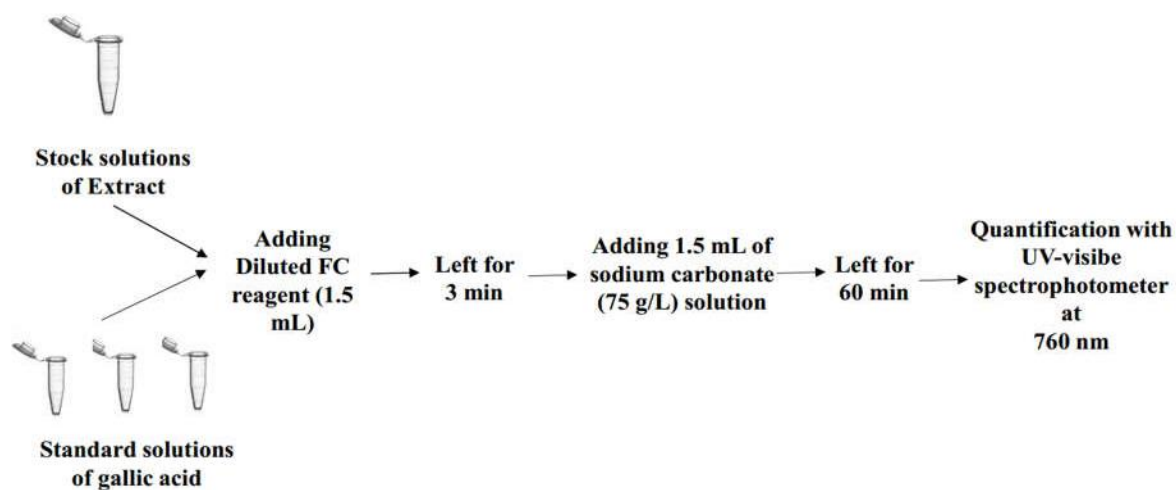 Stock solutions
of Extract
Adding
Diluted FC
reagent (1.5
mL)
Left for
3 min
Adding 1.5 mL of
sodium carbonate
(75 g/L) solution
Left for
60 min
Quantification with
UV-visibe
spectrophotometer
at
760 nm
Standard solutions
of gallic acid